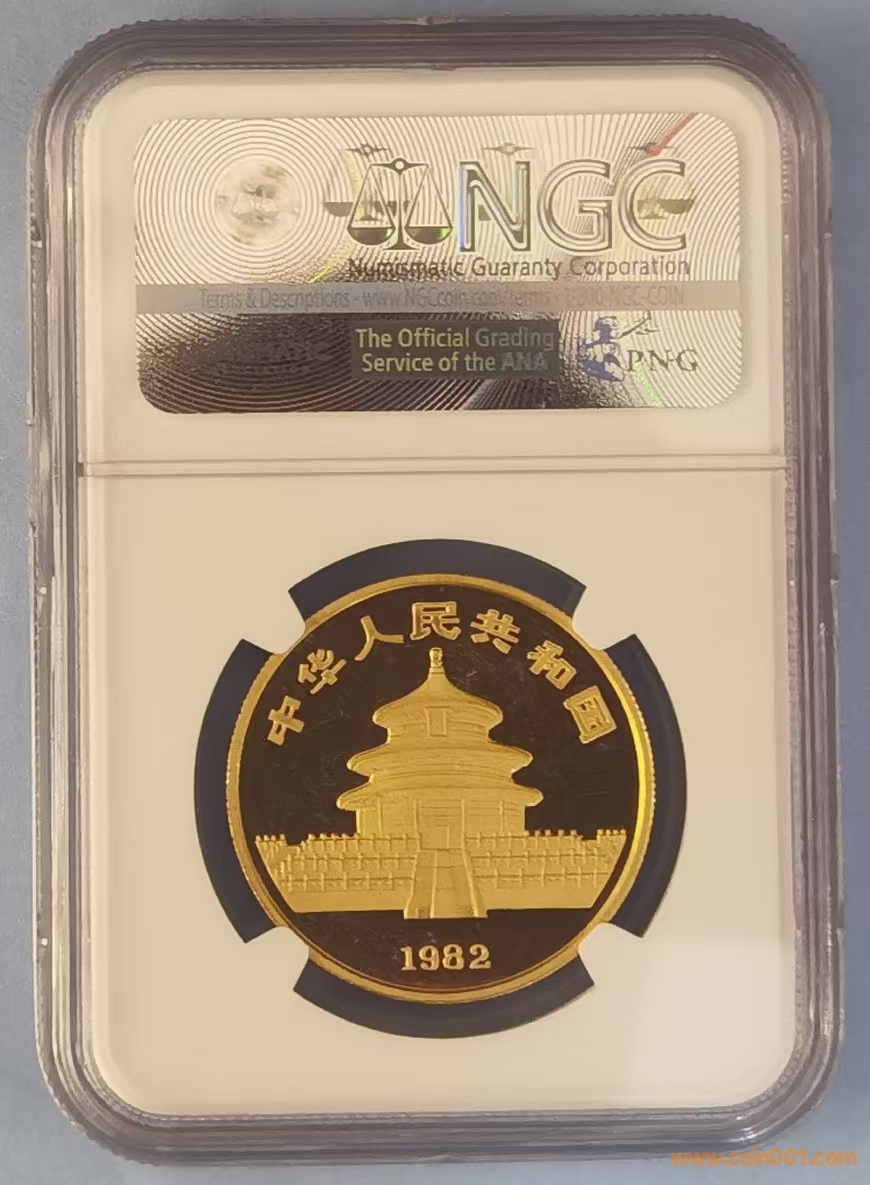 NGC
Numismatic Guaranty Corporation
Terms & Descriptions - www.NGCcoin.com/terms - 1-800-NGC-COIN
The Official Grading
Service of the ANA
PNG
中华人民共和国
1982
www.coin001.com